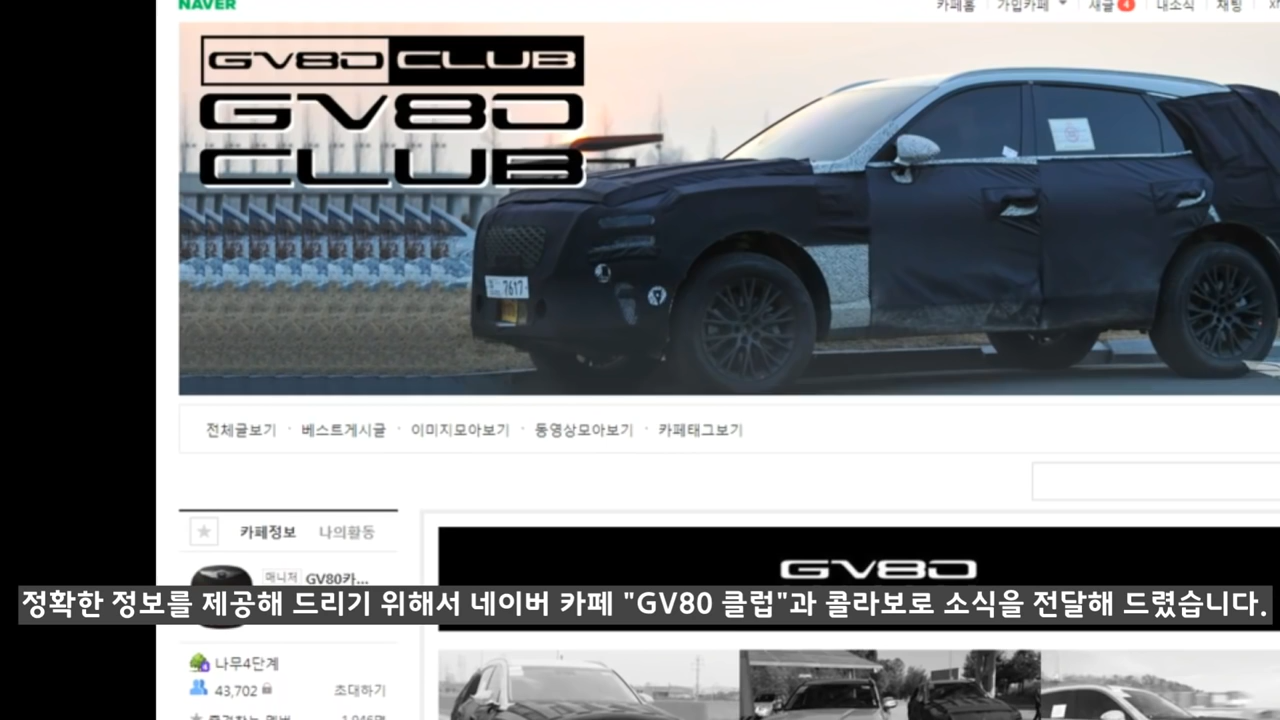 NAVER
카페홈 가입카페 새글 4 내소식 채팅
GV80 CLUB
GV80
CLUB
7617
전체글보기 · 베스트게시글 · 이미지모아보기 · 동영상모아보기 · 카페태그보기
카페정보 나의활동
매니저 GV80카...
GV80
정확한 정보를 제공해 드리기 위해서 네이버 카페 "GV80 클럽"과 콜라보로 소식을 전달해 드렸습니다.
나무4단계
43,702 초대하기